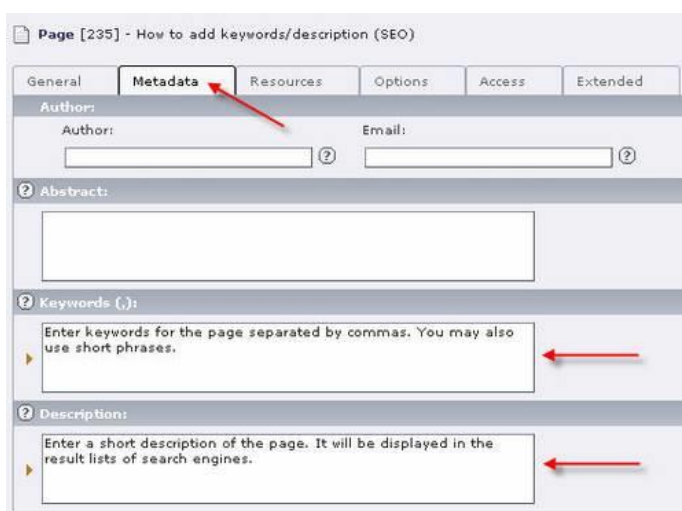 Page [235] - How to add keywords/description (SEO)
General Metadata Resources Options Access Extended
Author:
Author: Email:
? ?
? Abstract:
? Keywords (,):
Enter keywords for the page separated by commas. You may also
use short phrases.
? Description:
Enter a short description of the page. It will be displayed in the
result lists of search engines.